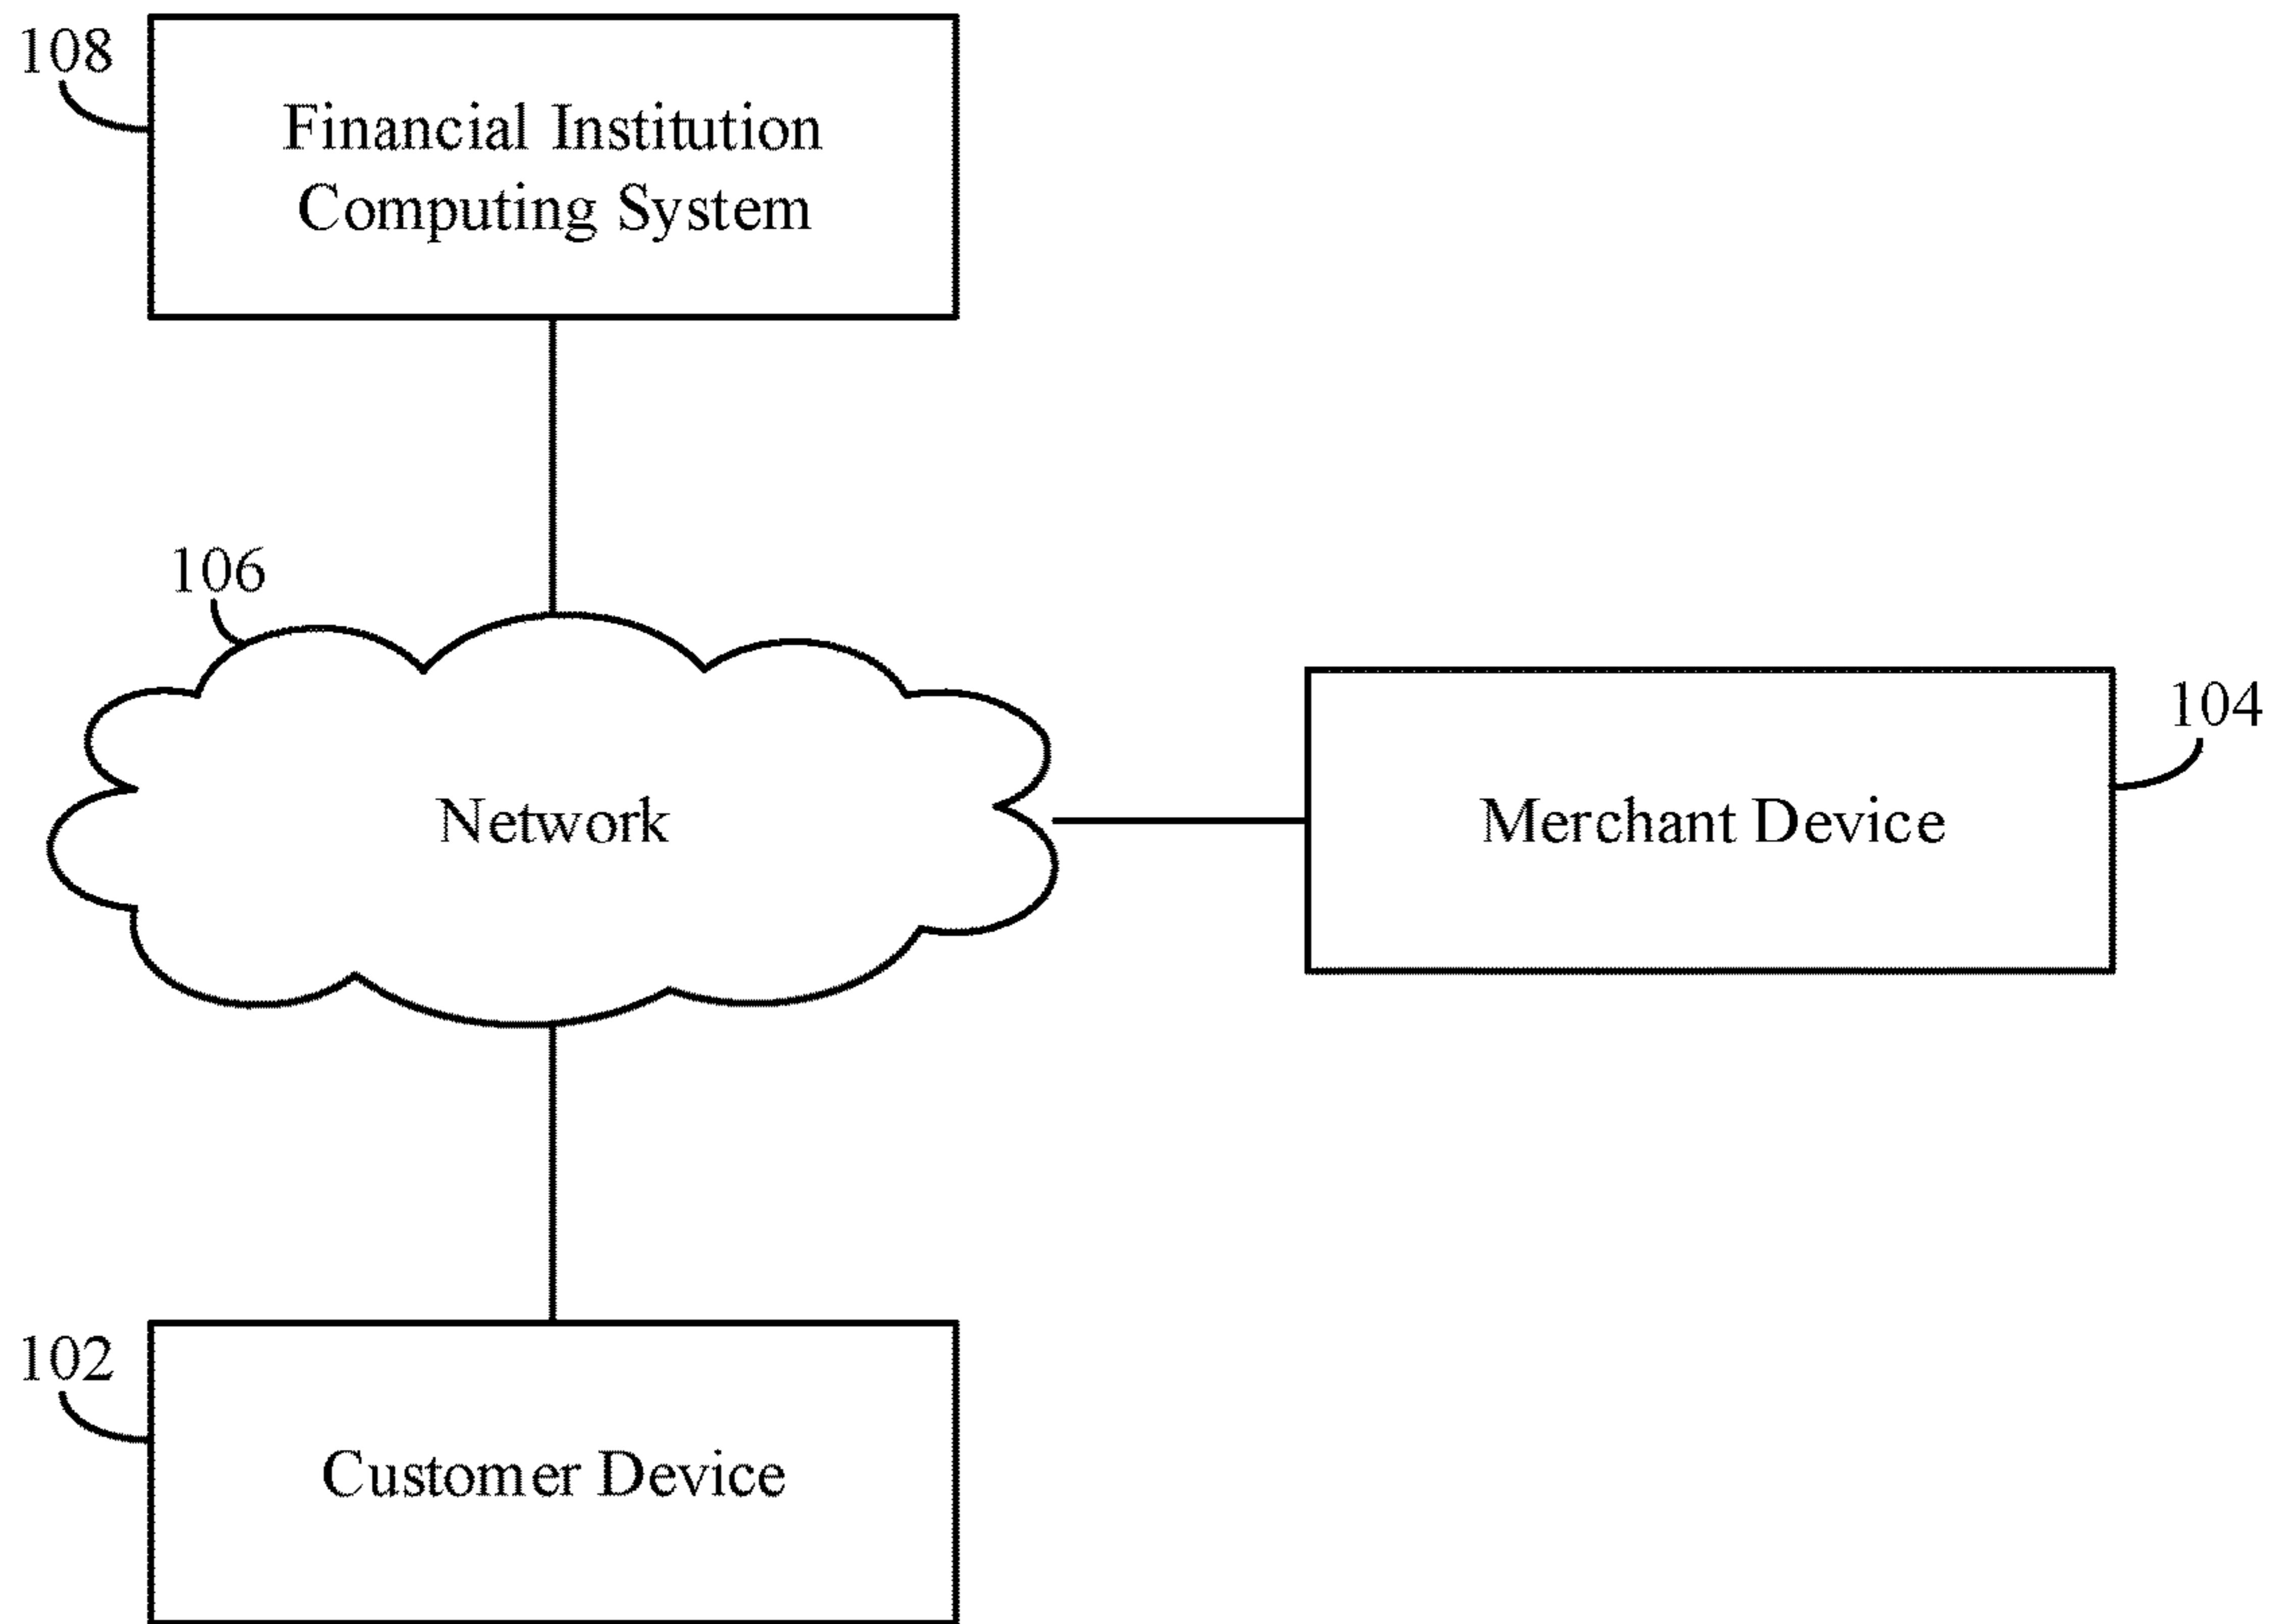 108
Financial Institution
Computing System
106
Network
Merchant Device
104
102
Customer Device